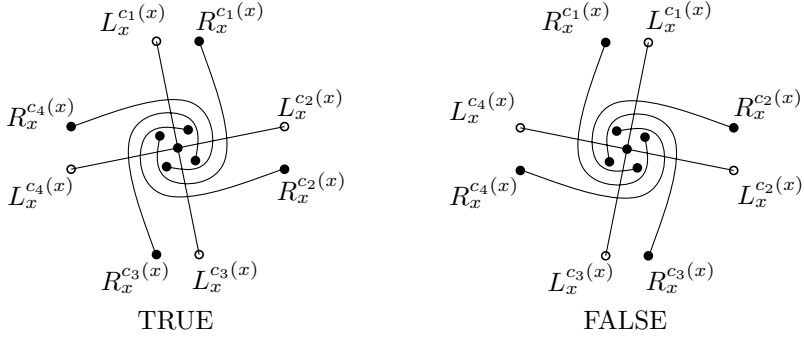 $L_x^{c_1(x)}$ $R_x^{c_1(x)}$ $R_x^{c_1(x)}$ $L_x^{c_1(x)}$
$R_x^{c_4(x)}$ $L_x^{c_2(x)}$ $L_x^{c_4(x)}$ $R_x^{c_2(x)}$
$L_x^{c_4(x)}$ $R_x^{c_2(x)}$ $R_x^{c_4(x)}$ $L_x^{c_2(x)}$
$R_x^{c_3(x)}$ $L_x^{c_3(x)}$ $L_x^{c_3(x)}$ $R_x^{c_3(x)}$
TRUE FALSE